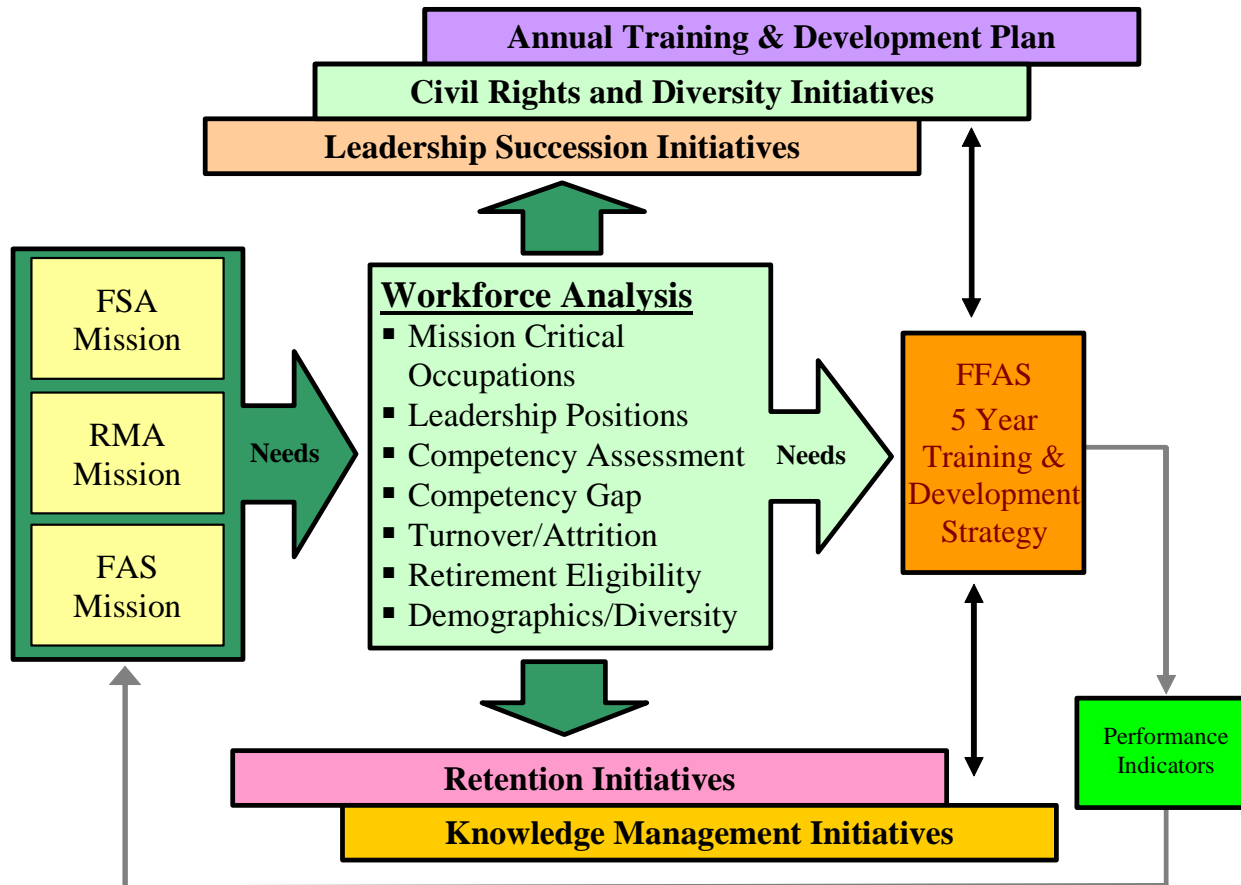 Annual Training & Development Plan
Civil Rights and Diversity Initiatives
Leadership Succession Initiatives
FSA
Mission
RMA
Mission
FAS
Mission
Needs
Workforce Analysis
▪ Mission Critical
Occupations
▪ Leadership Positions
▪ Competency Assessment
▪ Competency Gap
▪ Turnover/Attrition
▪ Retirement Eligibility
▪ Demographics/Diversity
Needs
FFAS
5 Year
Training &
Development
Strategy
Performance
Indicators
Retention Initiatives
Knowledge Management Initiatives